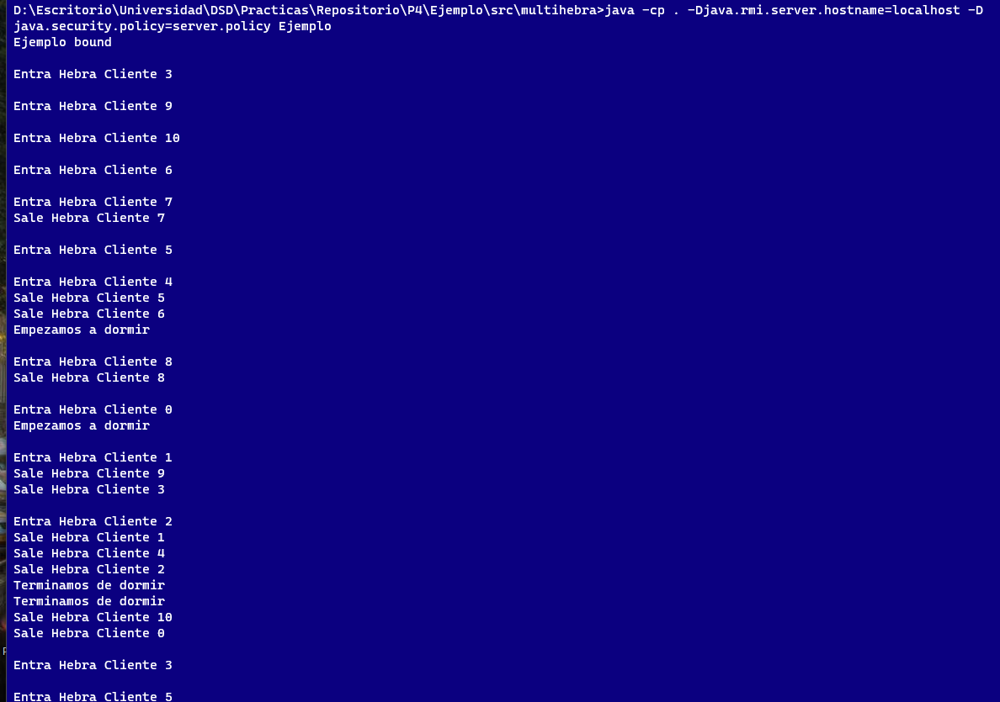 D:\Escritorio\Universidad\DSD\Practicas\Repositorio\P4\Ejemplo\src\multihebra>java -cp . -Djava.rmi.server.hostname=localhost -D
java.security.policy=server.policy Ejemplo
Ejemplo bound
Entra Hebra Cliente 3
Entra Hebra Cliente 9
Entra Hebra Cliente 10
Entra Hebra Cliente 6
Entra Hebra Cliente 7
Sale Hebra Cliente 7
Entra Hebra Cliente 5
Entra Hebra Cliente 4
Sale Hebra Cliente 5
Sale Hebra Cliente 6
Empezamos a dormir
Entra Hebra Cliente 8
Sale Hebra Cliente 8
Entra Hebra Cliente 0
Empezamos a dormir
Entra Hebra Cliente 1
Sale Hebra Cliente 9
Sale Hebra Cliente 3
Entra Hebra Cliente 2
Sale Hebra Cliente 1
Sale Hebra Cliente 4
Sale Hebra Cliente 2
Terminamos de dormir
Terminamos de dormir
Sale Hebra Cliente 10
Sale Hebra Cliente 0
Entra Hebra Cliente 3
Entra Hebra Cliente 5